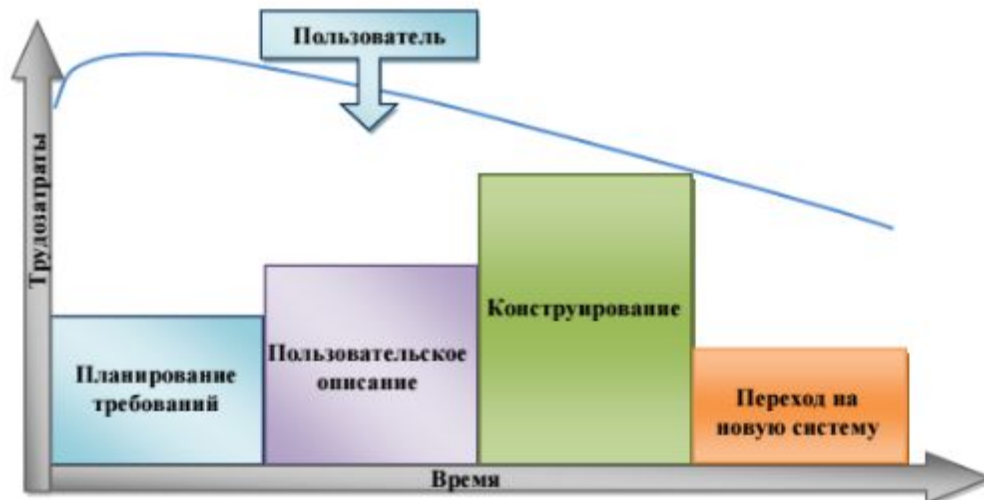 Пользователь
Трудозатраты
Планирование
требований
Пользовательское
описание
Конструирование
Переход на
новую систему
Время